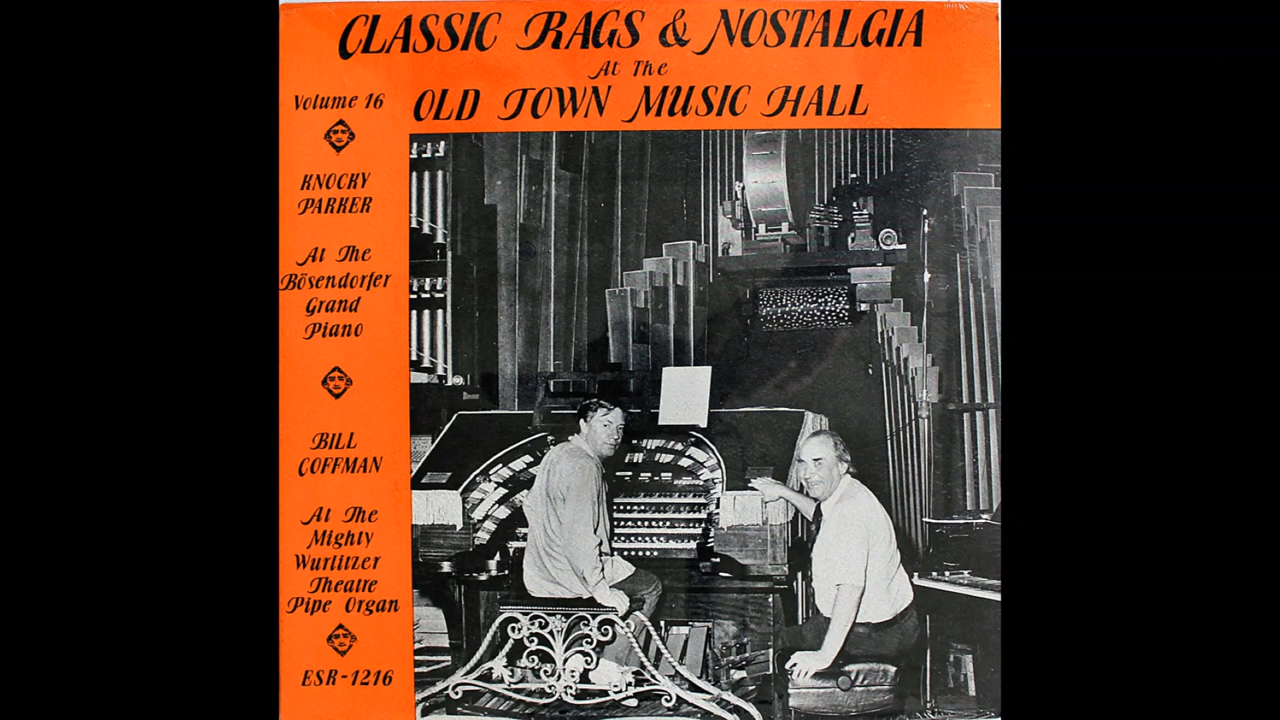 CLASSIC RAGS & NOSTALGIA
At The
OLD TOWN MUSIC HALL
Volume 16
KNOCKY
PARKER
At The
Bösendorfer
Grand
Piano
BILL
COFFMAN
At The
Mighty
Wurlitzer
Theatre
Pipe Organ
ESR-1216